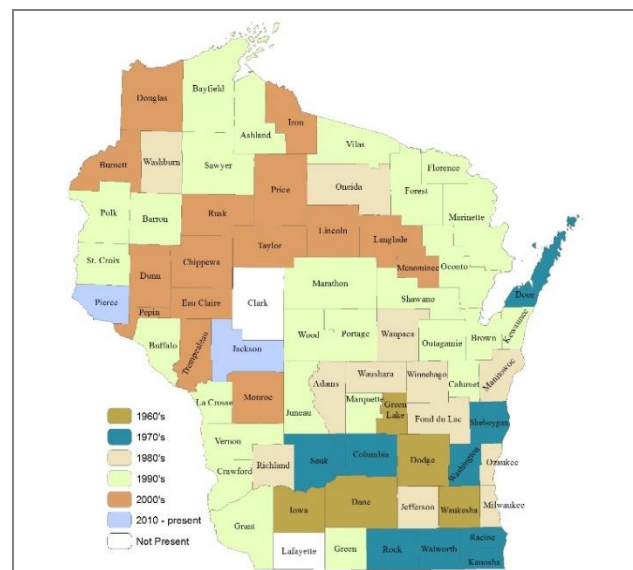 Douglas
Bayfield
Iron
Ashland
Vilas
Washburn
Burnett
Sawyer
Florence
Oneida
Forest
Price
Polk
Barron
Rusk
Marinette
Lincoln
Langlade
Taylor
Chippewa
Dunn
St. Croix
Menominee
Oconto
Marathon
Door
Pierce
Pepin
Eau Claire
Clark
Shawano
Kewaunee
Buffalo
Trempealeau
Jackson
Wood
Portage
Waupaca
Outagamie
Brown
Manitowoc
Waushara
Winnebago
Calumet
Adams
La Crosse
Monroe
Juneau
Marquette
Green
Lake
Fond du Lac
Sheboygan
Vernon
Crawford
Richland
Sauk
Columbia
Dodge
Washington
Ozaukee
Grant
Iowa
Dane
Jefferson
Waukesha
Milwaukee
Lafayette
Green
Rock
Walworth
Racine
Kenosha
1960's
1970's
1980's
1990's
2000's
2010 - present
Not Present